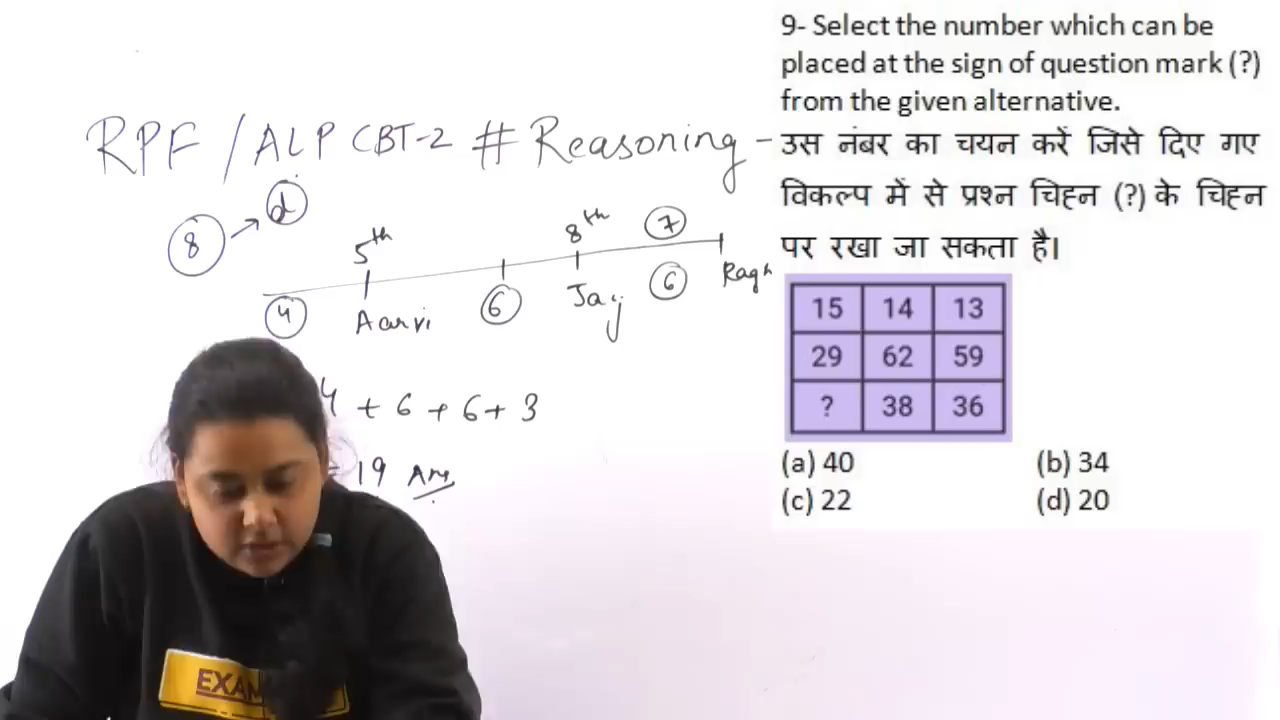 9- Select the number which can be
placed at the sign of question mark (?)
from the given alternative.
उस नंबर का चयन करें जिसे दिए गए
विकल्प में से प्रश्न चिह्न (?) के चिह्न
पर रखा जा सकता है।
15 14 13
29 62 59
? 38 36
(a) 40 (b) 34
(c) 22 (d) 20
RPF / ALP CBT-2 # Reasoning -
8 → d
5th 8th 7
4 Aarvi 6 Jay 6 Ragh
4 + 6 + 6 + 3
= 19 Ans
EXAM